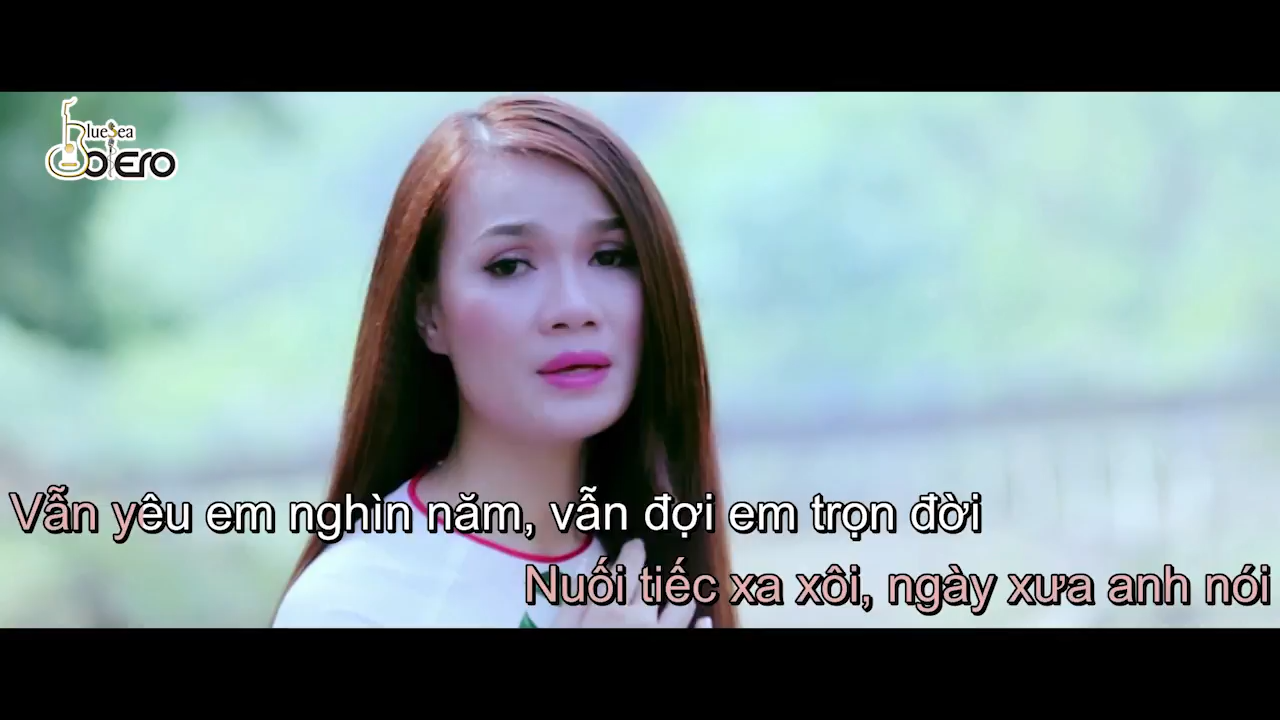 BlueSea
Bolero
Vẫn yêu em nghìn năm, vẫn đợi em trọn đời
Nuối tiếc xa xôi, ngày xưa anh nói